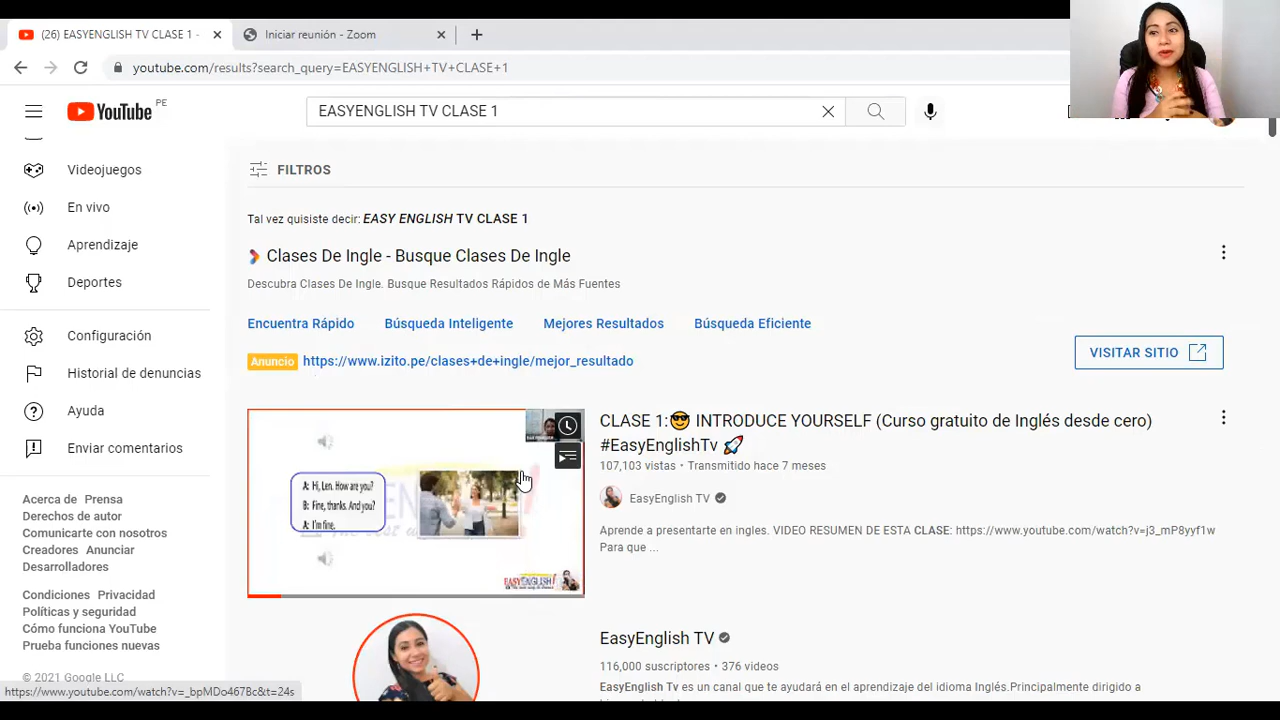 (26) EASYENGLISH TV CLASE 1 -
Iniciar reunión - Zoom
youtube.com/results?search_query=EASYENGLISH+TV+CLASE+1
YouTube PE
EASYENGLISH TV CLASE 1
Videojuegos
En vivo
Aprendizaje
Deportes
Configuración
Historial de denuncias
Ayuda
Enviar comentarios
Acerca de Prensa
Derechos de autor
Comunicarte con nosotros
Creadores Anunciar
Desarrolladores
Condiciones Privacidad
Políticas y seguridad
Cómo funciona YouTube
Prueba funciones nuevas
© 2021 Google LLC
https://www.youtube.com/watch?v=_bpMDo467Bc&t=24s
FILTROS
Tal vez quisiste decir: EASY ENGLISH TV CLASE 1
Clases De Ingle - Busque Clases De Ingle
Descubra Clases De Ingle. Busque Resultados Rápidos de Más Fuentes
Encuentra Rápido Búsqueda Inteligente Mejores Resultados Búsqueda Eficiente
Anuncio https://www.izito.pe/clases+de+ingle/mejor_resultado
VISITAR SITIO
A: Hi, Len. How are you?
B: Fine, thanks. And you?
A: I'm fine.
EASYENGLISH
CLASE 1:😎 INTRODUCE YOURSELF (Curso gratuito de Inglés desde cero)
#EasyEnglishTv 🚀
107,103 vistas • Transmitido hace 7 meses
EasyEnglish TV
Aprende a presentarte en ingles. VIDEO RESUMEN DE ESTA CLASE: https://www.youtube.com/watch?v=j3_mP8yyf1w
Para que ...
EasyEnglish TV
116,000 suscriptores • 376 videos
EasyEnglish Tv es un canal que te ayudará en el aprendizaje del idioma Inglés.Principalmente dirigido a